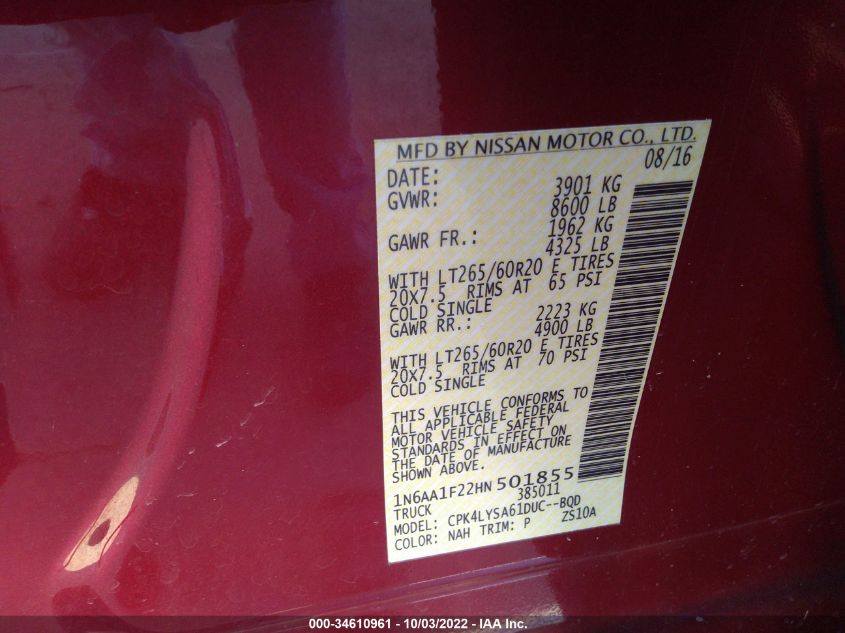 MFD BY NISSAN MOTOR CO., LTD.
DATE: 08/16
GVWR: 3901 KG
8600 LB
GAWR FR.: 1962 KG
4325 LB
WITH LT265/60R20 E TIRES
20X7.5 RIMS AT 65 PSI
COLD SINGLE
GAWR RR.: 2223 KG
4900 LB
WITH LT265/60R20 E TIRES
20X7.5 RIMS AT 70 PSI
COLD SINGLE
THIS VEHICLE CONFORMS TO
ALL APPLICABLE FEDERAL
MOTOR VEHICLE SAFETY
STANDARDS IN EFFECT ON
THE DATE OF MANUFACTURE
SHOWN ABOVE.
1N6AA1F22HN501855
TRUCK 385011
MODEL: CPK4LYSA61DUC--BQD
COLOR: NAH TRIM: P ZS10A
000-34610961 - 10/03/2022 - IAA Inc.